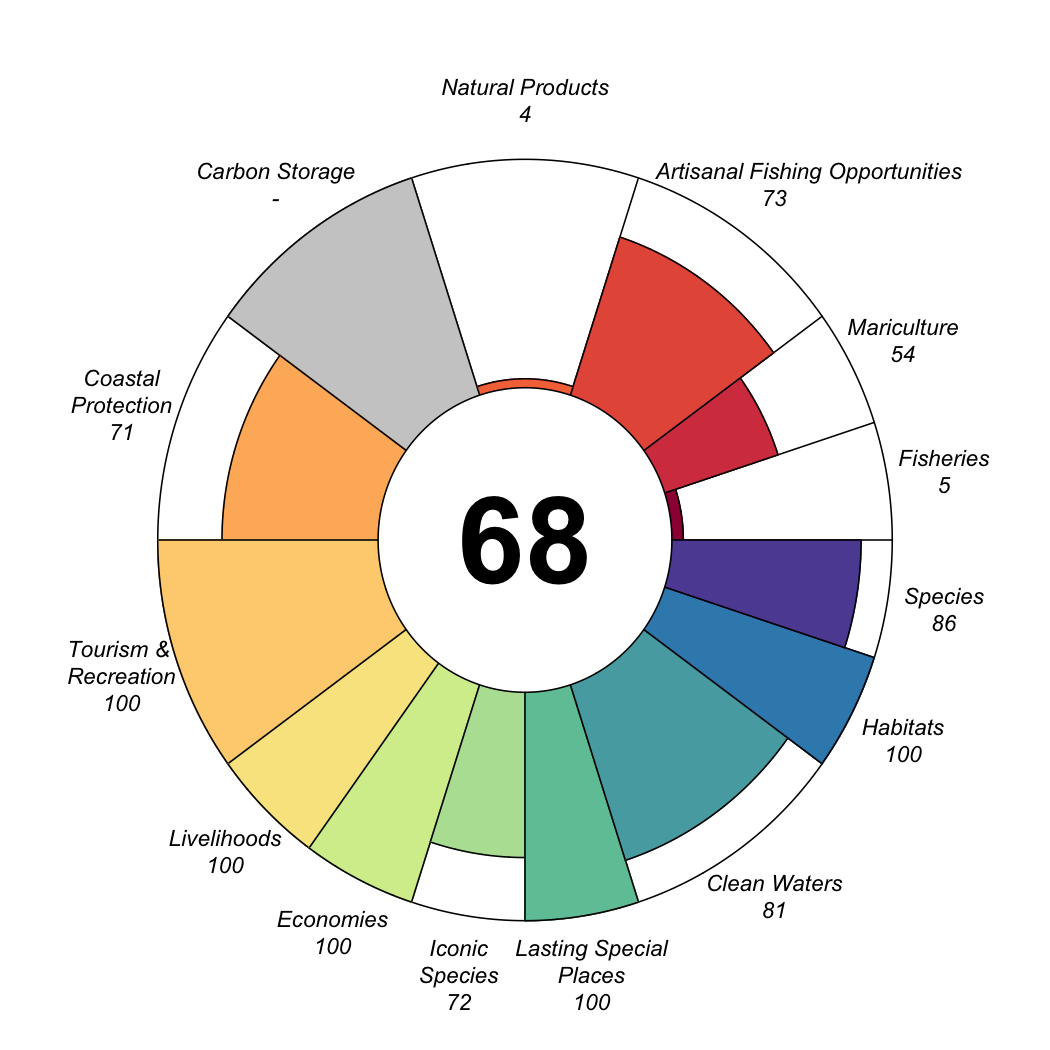 Natural Products
4
Artisanal Fishing Opportunities
73
Mariculture
54
Fisheries
5
Species
86
Habitats
100
Clean Waters
81
Lasting Special
Places
100
Iconic
Species
72
Economies
100
Livelihoods
100
Tourism &
Recreation
100
Coastal
Protection
71
Carbon Storage
-
68